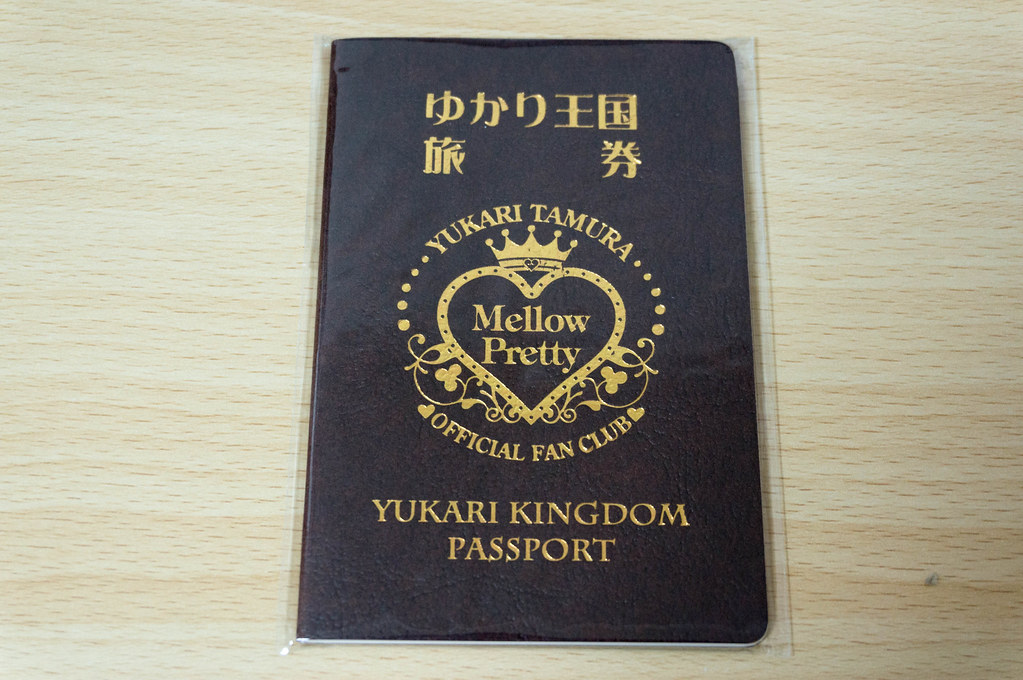 ゆかり王国
旅券
YUKARI TAMURA
Mellow
Pretty
OFFICIAL FAN CLUB
YUKARI KINGDOM
PASSPORT